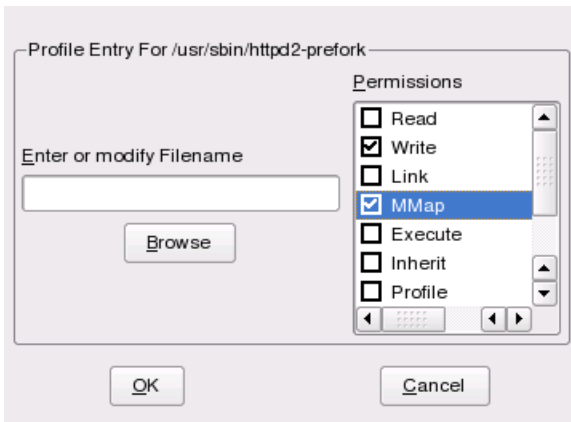 Profile Entry For /usr/sbin/httpd2-prefork
Permissions
Read
Write
Link
MMap
Execute
Inherit
Profile
Enter or modify Filename
Browse
OK
Cancel